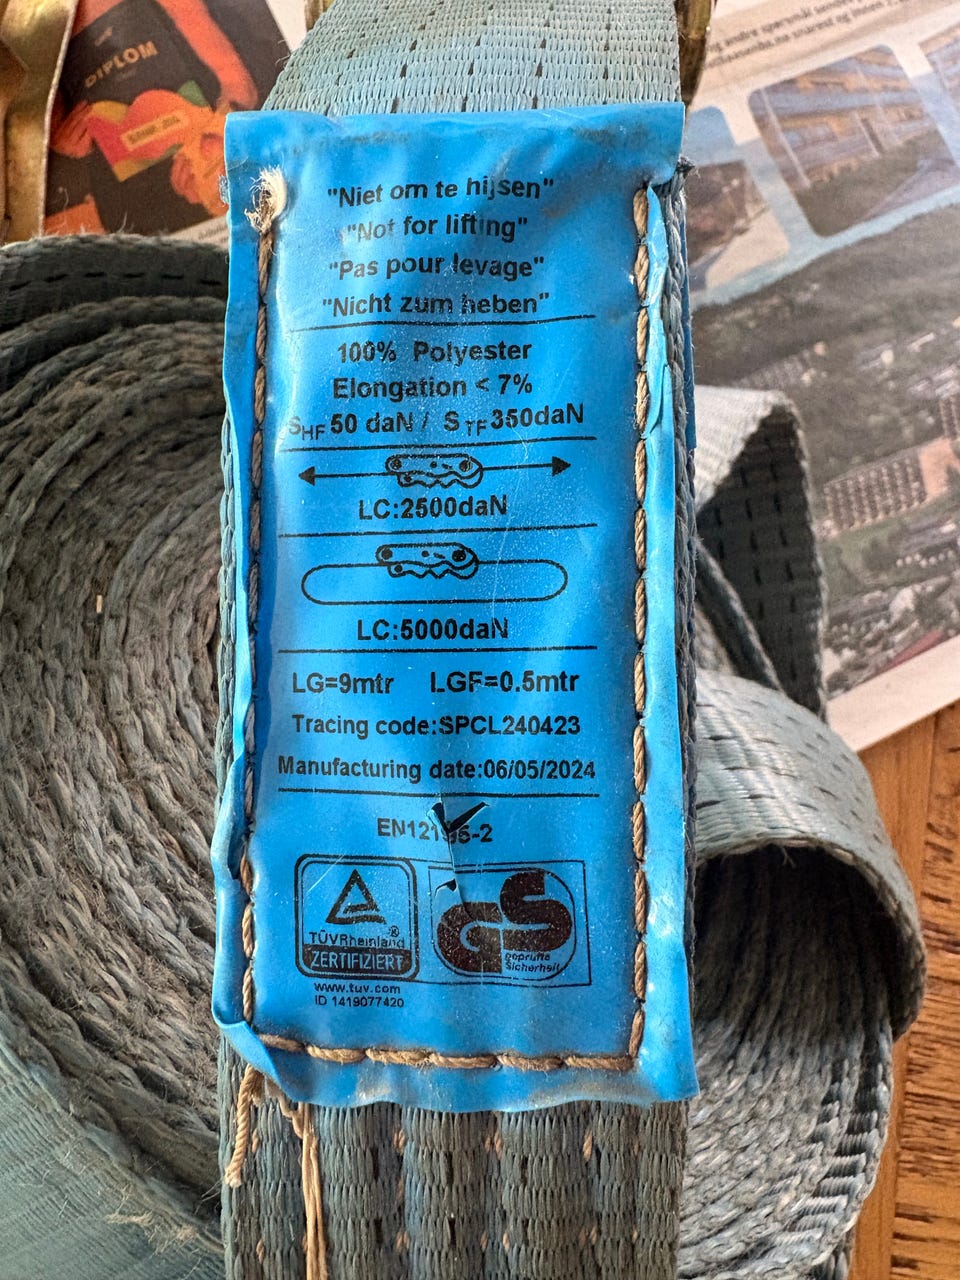 DIPLOM
"Niet om te hijsen"
"Not for lifting"
"Pas pour levage"
"Nicht zum heben"
100% Polyester
Elongation < 7%
SHF 50 daN / STF 350daN
LC:2500daN
LC:5000daN
LG=9mtr LGF=0.5mtr
Tracing code:SPCL240423
Manufacturing date:06/05/2024
EN12195-2
TÜVRheinland®
ZERTIFIZIERT
GS
geprüfte
Sicherheit
www.tuv.com
ID 1419077420